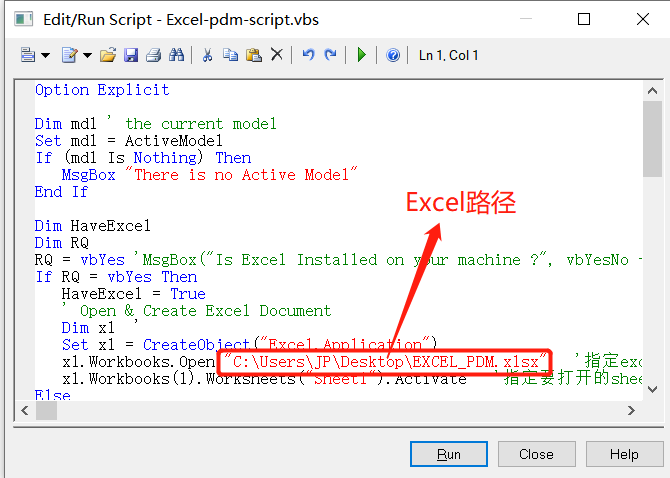 Edit/Run Script - Excel-pdm-script.vbs
Ln 1, Col 1
Option Explicit
Dim mdl ' the current model
Set mdl = ActiveModel
If (mdl Is Nothing) Then
MsgBox "There is no Active Model"
End If
Excel路径
Dim HaveExcel
Dim RQ
RQ = vbYes 'MsgBox("Is Excel Installed on your machine ?", vbYesNo
If RQ = vbYes Then
HaveExcel = True
' Open & Create Excel Document
Dim x1 '
Set x1 = CreateObject("Excel.Application")
x1.Workbooks.Open "C:\Users\JP\Desktop\EXCEL_PDM.xlsx" '指定exc
x1.Workbooks(1).Worksheets("Sheet1").Activate '指定要打开的shee
Else
Run
Close
Help